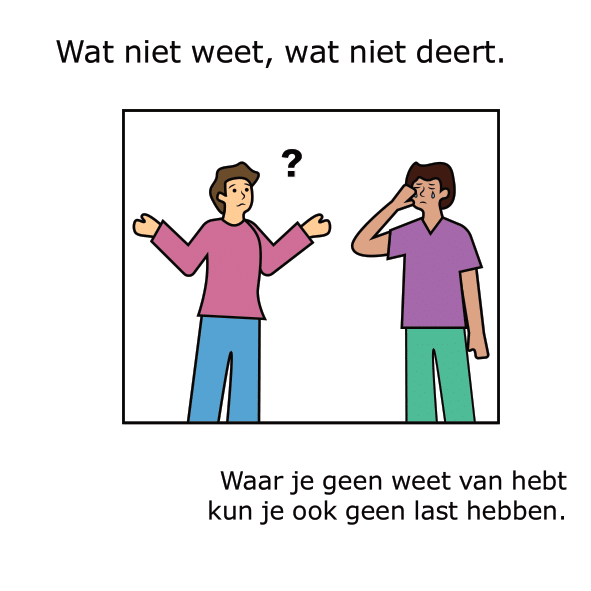 Wat niet weet, wat niet deert.
?
Waar je geen weet van hebt
kun je ook geen last hebben.